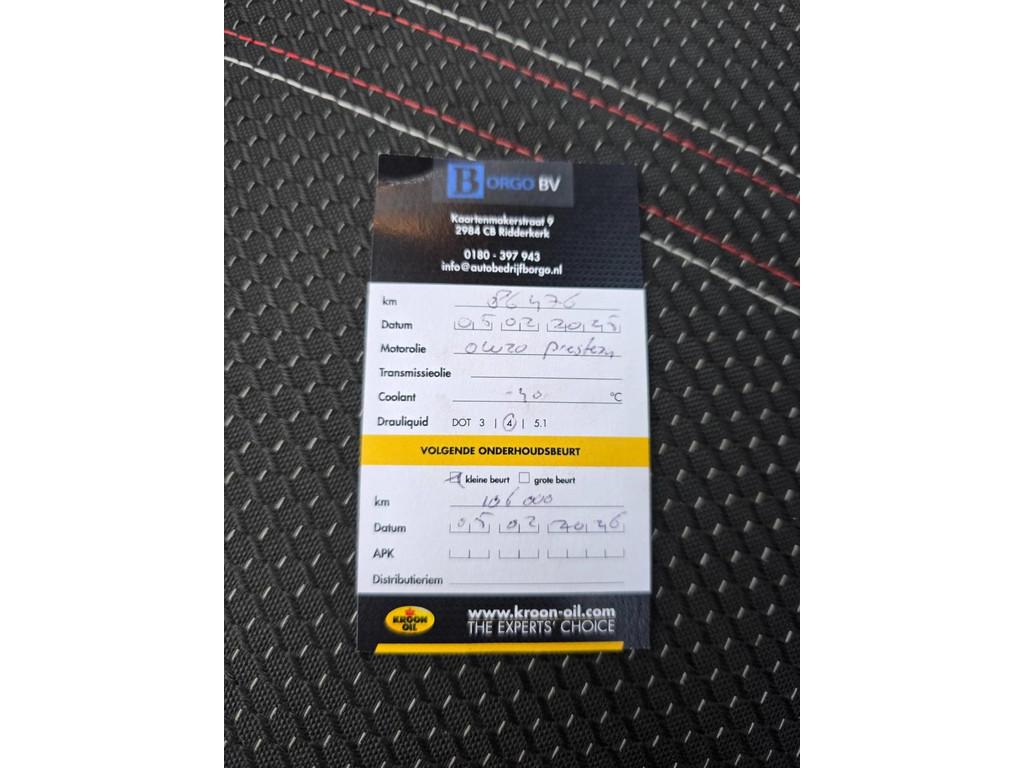 BORGO BV
Kaartenmakerstraat 9
2984 CB Ridderkerk
0180 - 397 943
info@autobedrijfborgo.nl
km 86476
Datum 05 02 2025
Motorolie 0W20
Transmissieolie
Coolant -40 °C
Drauliquid DOT 3 | 4 | 5.1
VOLGENDE ONDERHOUDSBEURT
kleine beurt grote beurt
km 106 000
Datum 05 02 2026
APK
Distributieriem
KROON OIL
www.kroon-oil.com
THE EXPERTS' CHOICE